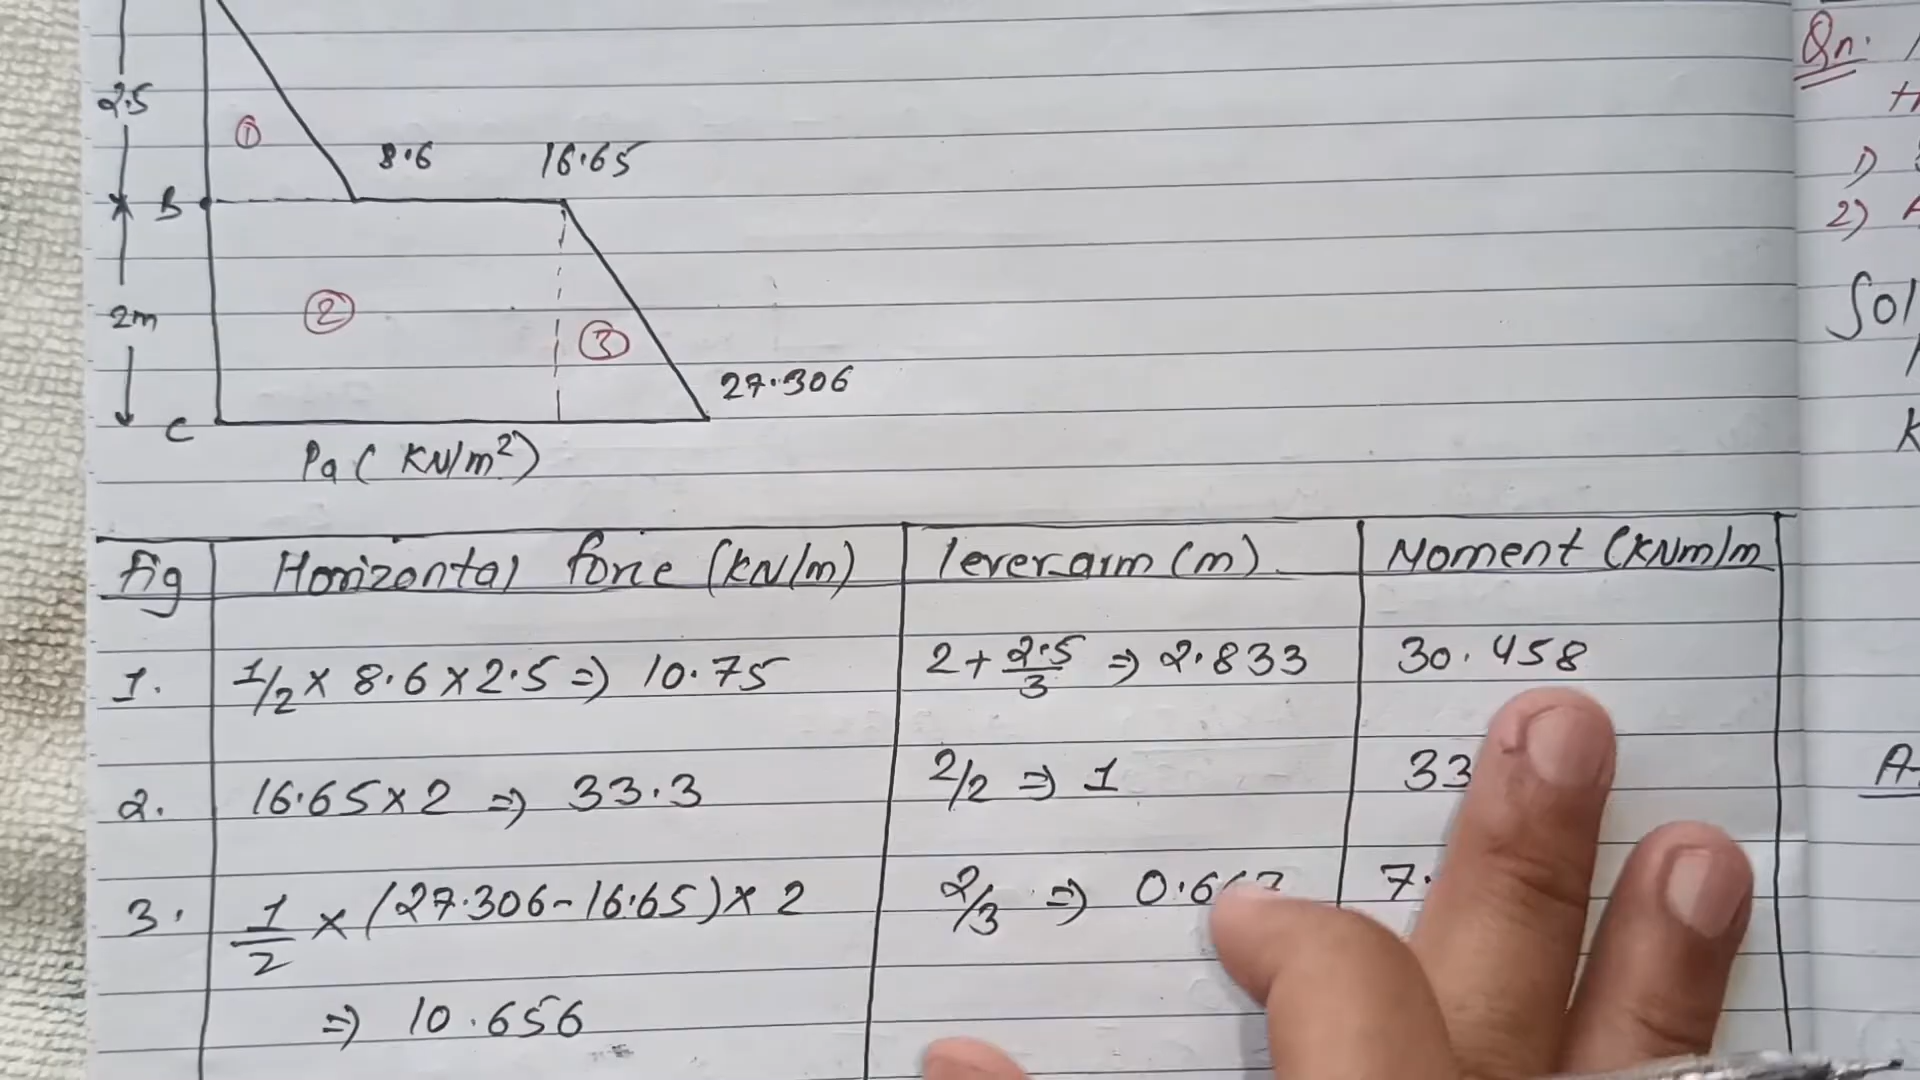 2.5
①
8.6
16.65
B
②
2m
③
27.306
C
Pa ( KN/m²)
Fig Horizontal force (kN/m) lever arm (m). Moment (KNm/m
1. 1/2 × 8.6 × 2.5 ⇒ 10.75 2 + 2.5/3 ⇒ 2.833 30.458
2. 16.65 × 2 ⇒ 33.3 2/2 ⇒ 1 33
3. 1/2 × (27.306 - 16.65) × 2 2/3 ⇒ 0.667 7.
⇒ 10.656
Qn.
1)
2)
Sol
K
A